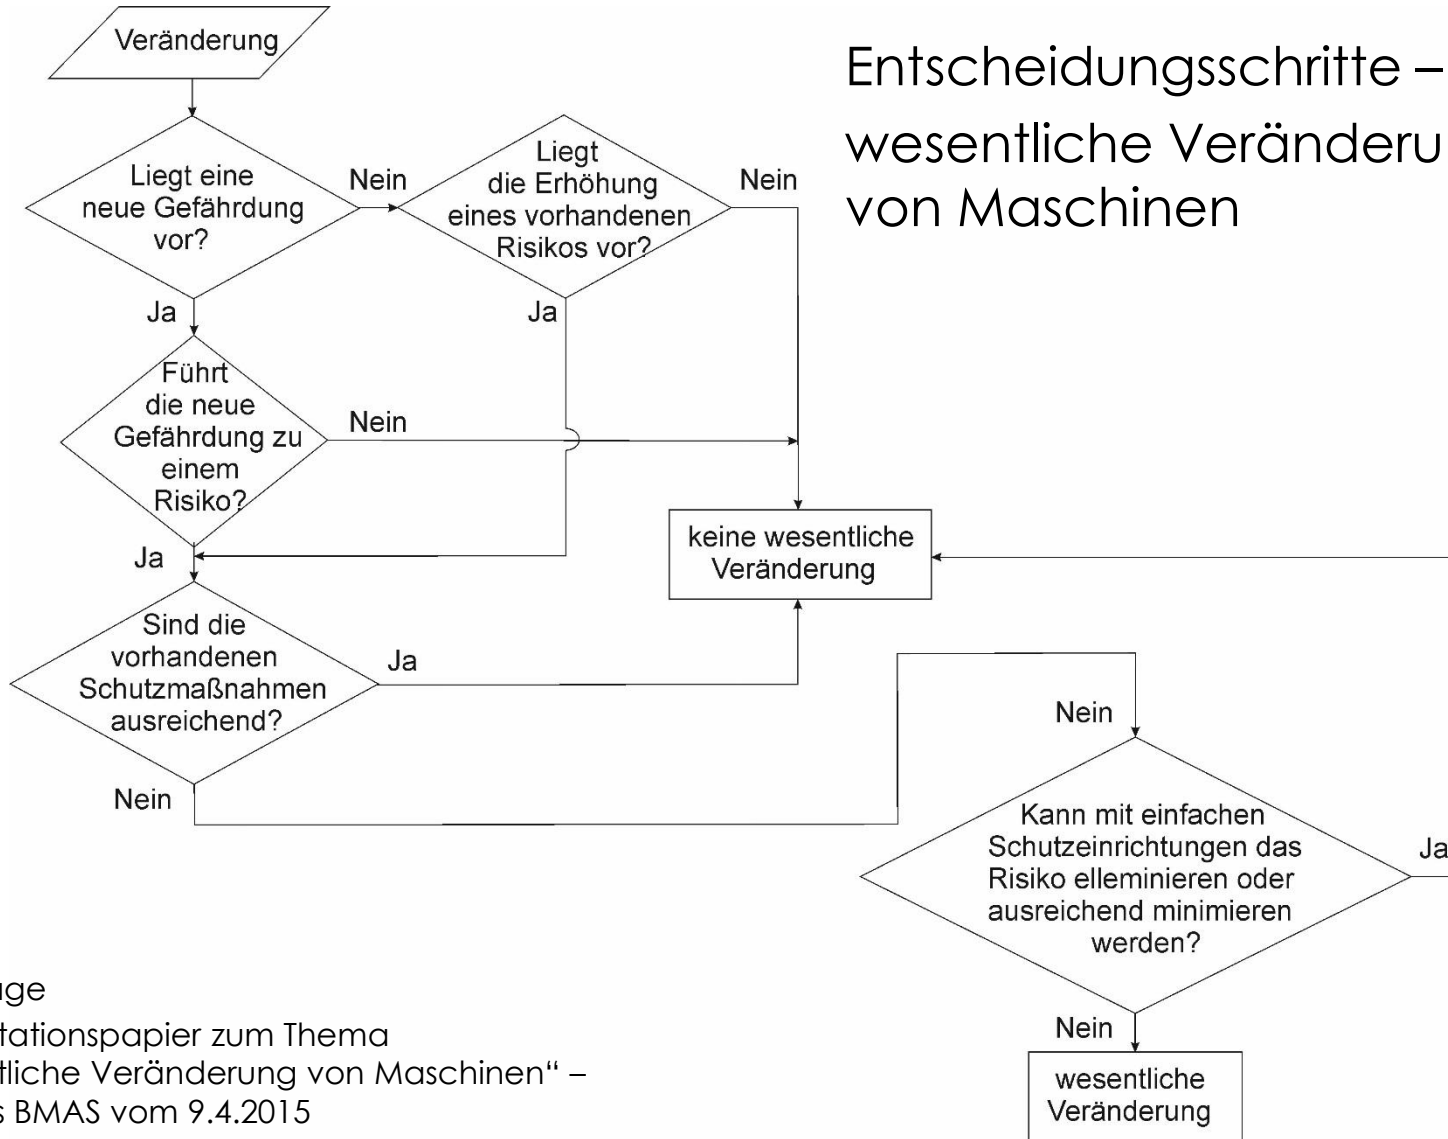 Entscheidungsschritte –
wesentliche Veränderu
von Maschinen
Veränderung
Liegt eine
neue Gefährdung
vor?
Nein
Liegt
die Erhöhung
eines vorhandenen
Risikos vor?
Nein
Ja
Ja
Führt
die neue
Gefährdung zu
einem
Risiko?
Nein
Ja
keine wesentliche
Veränderung
Sind die
vorhandenen
Schutzmaßnahmen
ausreichend?
Ja
Nein
Nein
Kann mit einfachen
Schutzeinrichtungen das
Risiko elleminieren oder
ausreichend minimieren
werden?
Ja
Nein
wesentliche
Veränderung
age
tationspapier zum Thema
tliche Veränderung von Maschinen“ –
s BMAS vom 9.4.2015